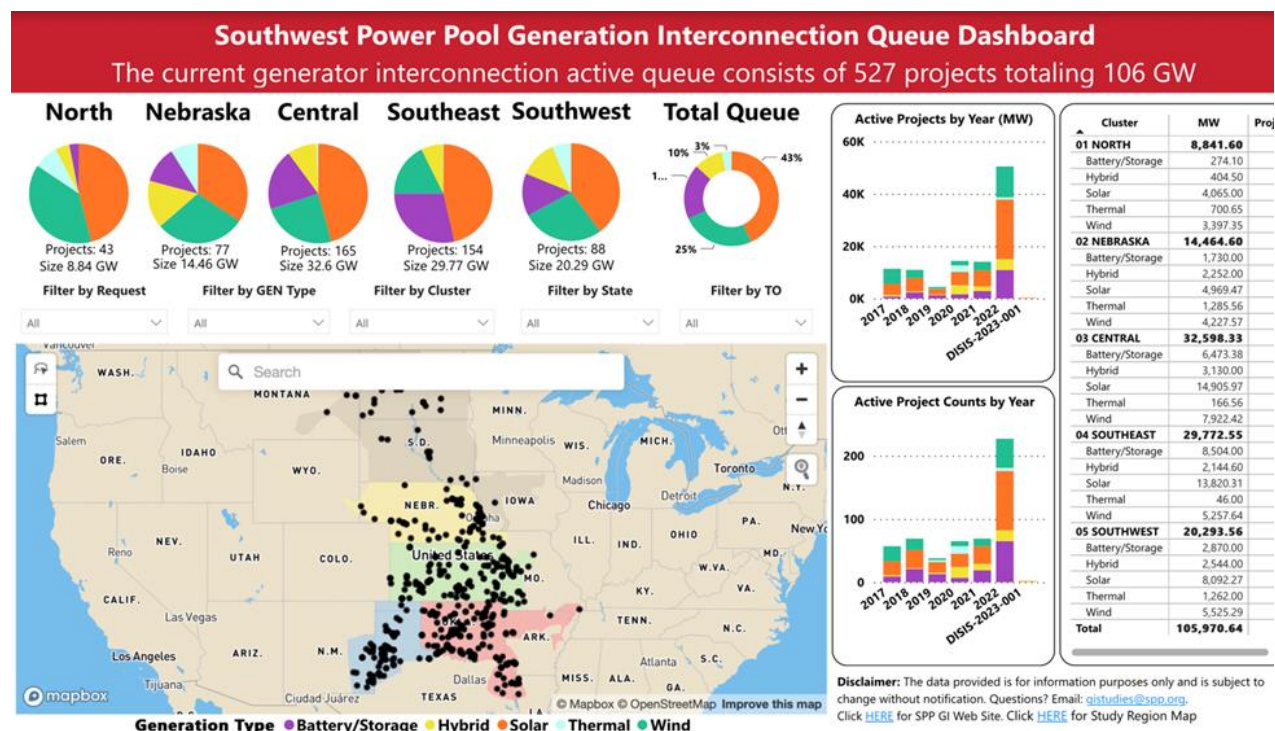 Southwest Power Pool Generation Interconnection Queue Dashboard
The current generator interconnection active queue consists of 527 projects totaling 106 GW
North
Projects: 43
Size 8.84 GW
Nebraska
Projects: 77
Size 14.46 GW
Central
Projects: 165
Size 32.6 GW
Southeast
Projects: 154
Size 29.77 GW
Southwest
Projects: 88
Size 20.29 GW
Total Queue
3%
10%
43%
1...
25%
Filter by Request
All
Filter by GEN Type
All
Filter by Cluster
All
Filter by State
All
Filter by TO
All
Search
Vancouver
WASH.
MONTANA
MINN.
Salem
ORE.
IDAHO
Boise
WYO.
S.D.
Minneapolis
WIS.
MICH.
Toronto
Madison
Detroit
N.Y.
NEBR.
Omaha
IOWA
Chicago
PA.
New Yo
Reno
NEV.
UTAH
COLO.
United States
ILL.
IND.
OHIO
MD.
W.VA.
MO.
KY.
VA.
CALIF.
Las Vegas
TENN.
N.C.
Los Angeles
ARIZ.
N.M.
ARK.
Atlanta
S.C.
Tijuana
Dallas
MISS.
ALA.
GA.
Ciudad Juárez
TEXAS
LA.
mapbox
© Mapbox © OpenStreetMap Improve this map
Generation Type Battery/Storage Hybrid Solar Thermal Wind
Active Projects by Year (MW)
60K
40K
20K
0K
2017
2018
2019
2020
2021
2022
DISIS-2023-001
Active Project Counts by Year
200
100
0
2017
2018
2019
2020
2021
2022
DISIS-2023-001
Cluster MW Proj
01 NORTH 8,841.60
Battery/Storage 274.10
Hybrid 404.50
Solar 4,065.00
Thermal 700.65
Wind 3,397.35
02 NEBRASKA 14,464.60
Battery/Storage 1,730.00
Hybrid 2,252.00
Solar 4,969.47
Thermal 1,285.56
Wind 4,227.57
03 CENTRAL 32,598.33
Battery/Storage 6,473.38
Hybrid 3,130.00
Solar 14,905.97
Thermal 166.56
Wind 7,922.42
04 SOUTHEAST 29,772.55
Battery/Storage 8,504.00
Hybrid 2,144.60
Solar 13,820.31
Thermal 46.00
Wind 5,257.64
05 SOUTHWEST 20,293.56
Battery/Storage 2,870.00
Hybrid 2,544.00
Solar 8,092.27
Thermal 1,262.00
Wind 5,525.29
Total 105,970.64
Disclaimer: The data provided is for information purposes only and is subject to
change without notification. Questions? Email: gistudies@spp.org.
Click HERE for SPP GI Web Site. Click HERE for Study Region Map